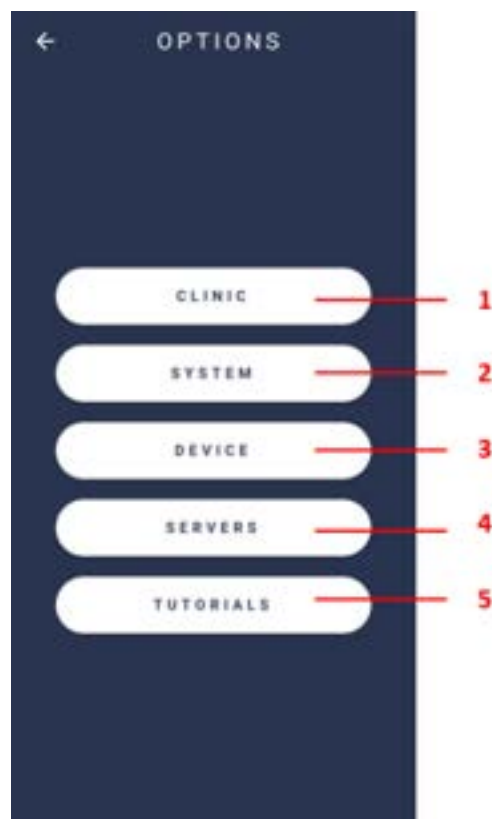 ← OPTIONS
CLINIC 1
SYSTEM 2
DEVICE 3
SERVERS 4
TUTORIALS 5